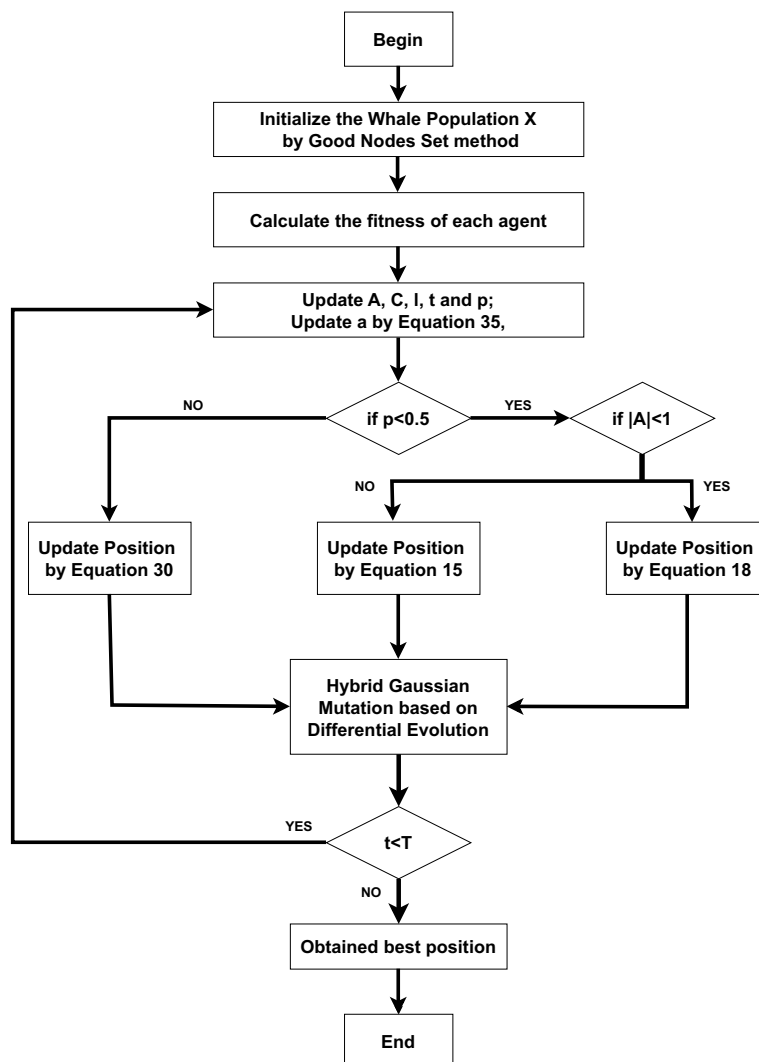 Begin
Initialize the Whale Population X
by Good Nodes Set method
Calculate the fitness of each agent
Update A, C, l, t and p;
Update a by Equation 35,
NO
if p<0.5
YES
if |A|<1
NO
YES
Update Position
by Equation 30
Update Position
by Equation 15
Update Position
by Equation 18
Hybrid Gaussian
Mutation based on
Differential Evolution
YES
t<T
NO
Obtained best position
End